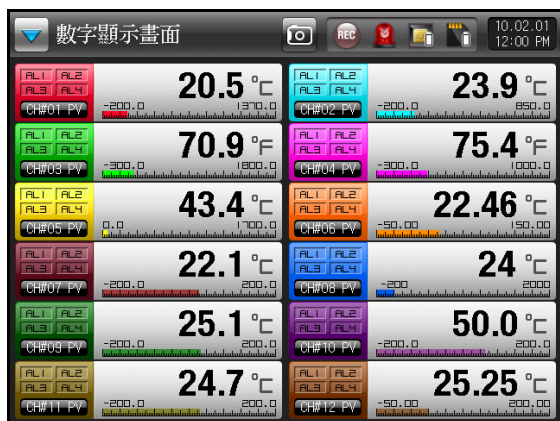 數字顯示畫面
REC
10.02.01
12:00 PM
AL1 AL2
AL3 AL4
CH#01 PV
20.5 °C
-200.0 1370.0
AL1 AL2
AL3 AL4
CH#02 PV
23.9 °C
-200.0 850.0
AL1 AL2
AL3 AL4
CH#03 PV
70.9 °F
-300.0 1800.0
AL1 AL2
AL3 AL4
CH#04 PV
75.4 °F
-300.0 1000.0
AL1 AL2
AL3 AL4
CH#05 PV
43.4 °C
0.0 1700.0
AL1 AL2
AL3 AL4
CH#06 PV
22.46 °C
-50.00 150.00
AL1 AL2
AL3 AL4
CH#07 PV
22.1 °C
-200.0 200.0
AL1 AL2
AL3 AL4
CH#08 PV
24 °C
-200 2000
AL1 AL2
AL3 AL4
CH#09 PV
25.1 °C
-200.0 200.0
AL1 AL2
AL3 AL4
CH#10 PV
50.0 °C
-200.0 200.0
AL1 AL2
AL3 AL4
CH#11 PV
24.7 °C
-200.0 200.0
AL1 AL2
AL3 AL4
CH#12 PV
25.25 °C
-50.00 200.00